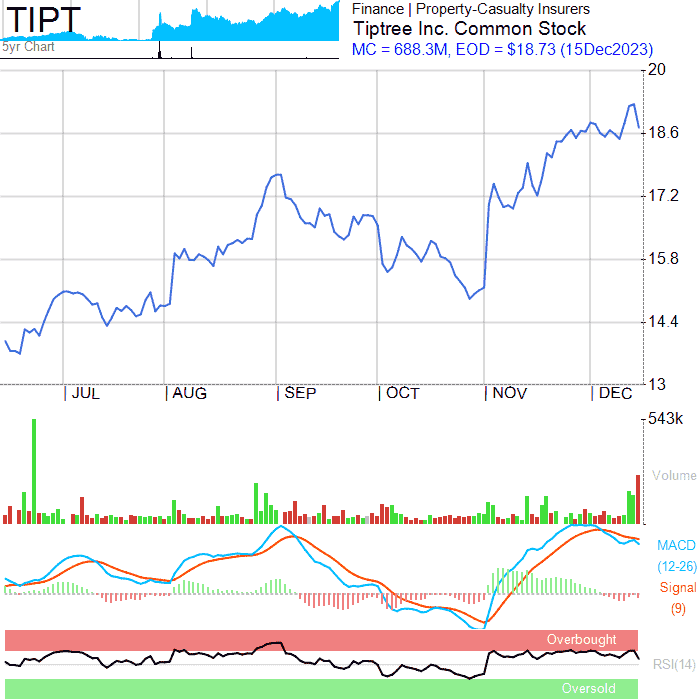 TIPT
5yr Chart
Finance | Property-Casualty Insurers
Tiptree Inc. Common Stock
MC = 688.3M, EOD = $18.73 (15Dec2023)
20
18.6
17.2
15.8
14.4
13
| JUL | AUG | SEP | OCT | NOV | DEC
543k
Volume
MACD
(12-26)
Signal
(9)
Overbought
RSI(14)
Oversold